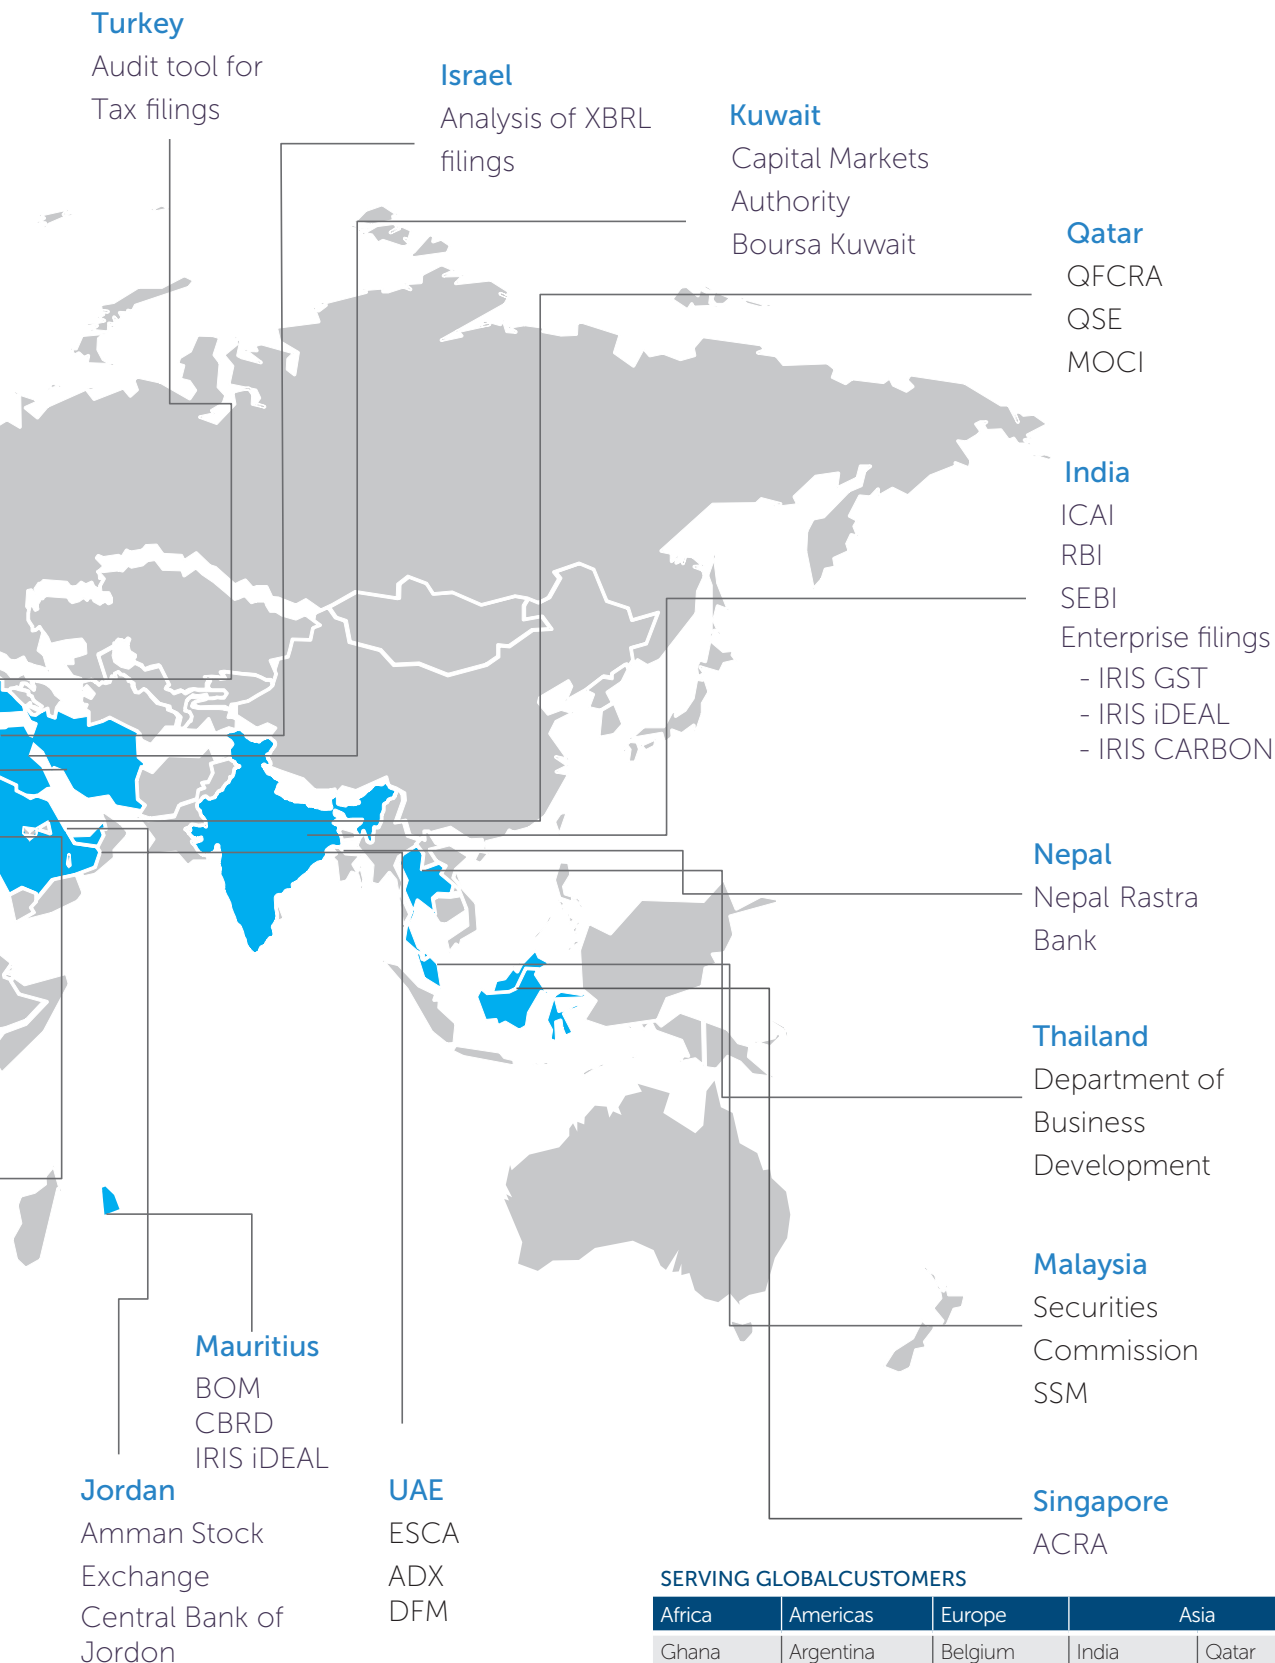 Turkey
Audit tool for
Tax filings
Israel
Analysis of XBRL
filings
Kuwait
Capital Markets
Authority
Boursa Kuwait
Qatar
QFCRA
QSE
MOCI
India
ICAI
RBI
SEBI
Enterprise filings
- IRIS GST
- IRIS iDEAL
- IRIS CARBON
Nepal
Nepal Rastra
Bank
Thailand
Department of
Business
Development
Malaysia
Securities
Commission
SSM
Singapore
ACRA
Mauritius
BOM
CBRD
IRIS iDEAL
Jordan
Amman Stock
Exchange
Central Bank of
Jordon
UAE
ESCA
ADX
DFM
SERVING GLOBALCUSTOMERS
Africa Americas Europe Asia
Ghana Argentina Belgium India Qatar